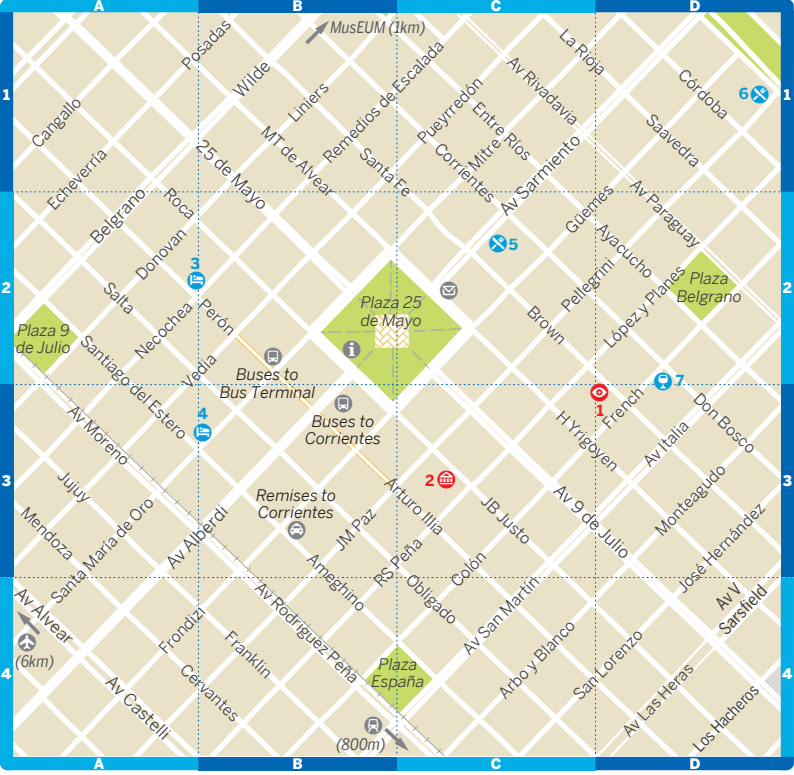 A B C D
Posadas
MusEUM (1km)
La Rioja
Wilde
Av Rivadavia
Remedios de Escalada
Córdoba
6
1
1
Liniers
Pueyrredón
Cangallo
Entre Ríos
Saavedra
MT de Alvear
Mitre
Santa Fe
Corrientes
Echeverría
25 de Mayo
Av Sarmiento
Roca
Güemes
Av Paraguay
Belgrano
Ayacucho
Donovan
5
3
Pellegrini
López y Planes
2
2
Salta
Plaza
Belgrano
Plaza 25
de Mayo
Necochea
Perón
Brown
Plaza 9
de Julio
i
Santiago del Estero
Vedia
Buses to
Bus Terminal
7
Av Moreno
4
Buses to
Corrientes
1
French
Don Bosco
H Yrigoyen
Av Italia
3
3
2
Jujuy
Arturo Illia
Remises to
Corrientes
JB Justo
Av 9 de Julio
Monteagudo
Mendoza
Santa María de Oro
Av Alberdi
JM Paz
José Hernández
RS Peña
Colón
Ameghino
Obligado
Av Alvear
Av Rodríguez Peña
Av San Martín
Av V
Sarsfield
(6km)
Frondizi
Franklin
Arbo y Blanco
San Lorenzo
4
4
Plaza
España
Cervantes
Av Castelli
Av Las Heras
Los Hacheros
(800m)
A B C D